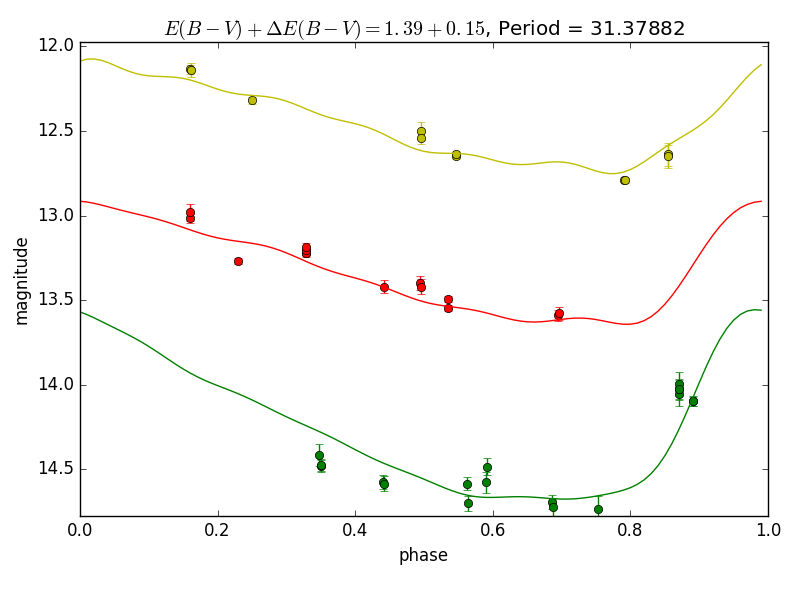 E(B − V) + ΔE(B − V) = 1.39 + 0.15, Period = 31.37882
12.0
12.5
13.0
13.5
14.0
14.5
magnitude
0.0 0.2 0.4 0.6 0.8 1.0
phase